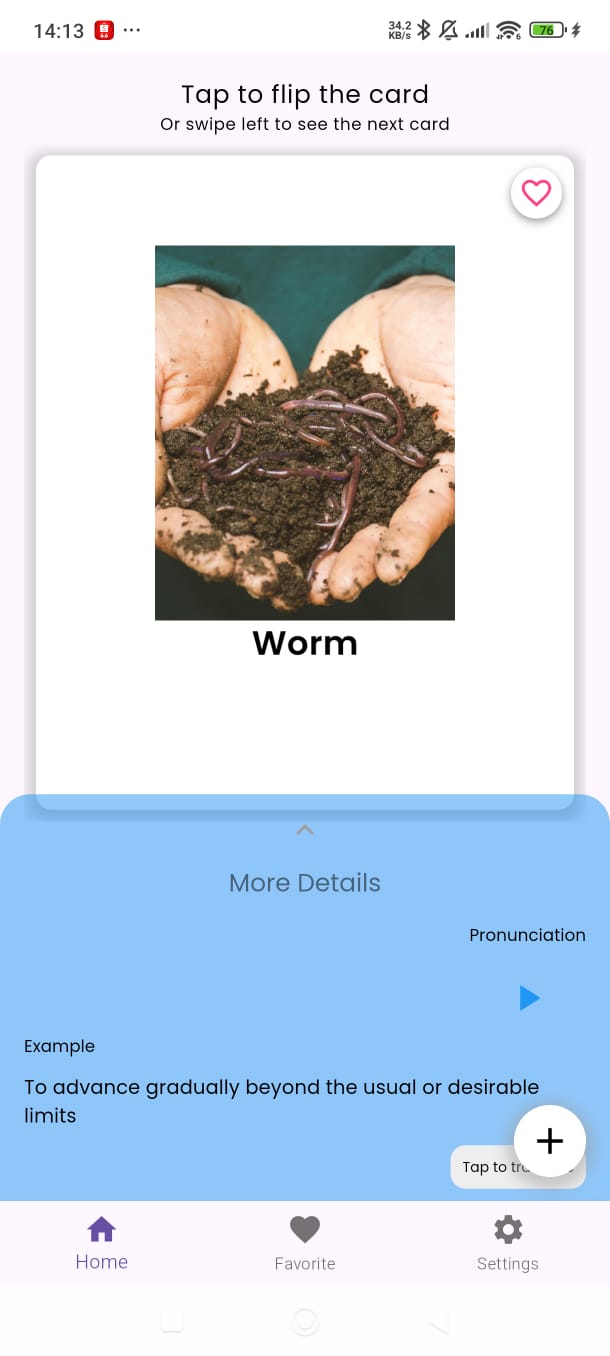 14:13
34.2
KB/s
76
Tap to flip the card
Or swipe left to see the next card
Worm
More Details
Pronunciation
Example
To advance gradually beyond the usual or desirable
limits
Tap to
Home
Favorite
Settings